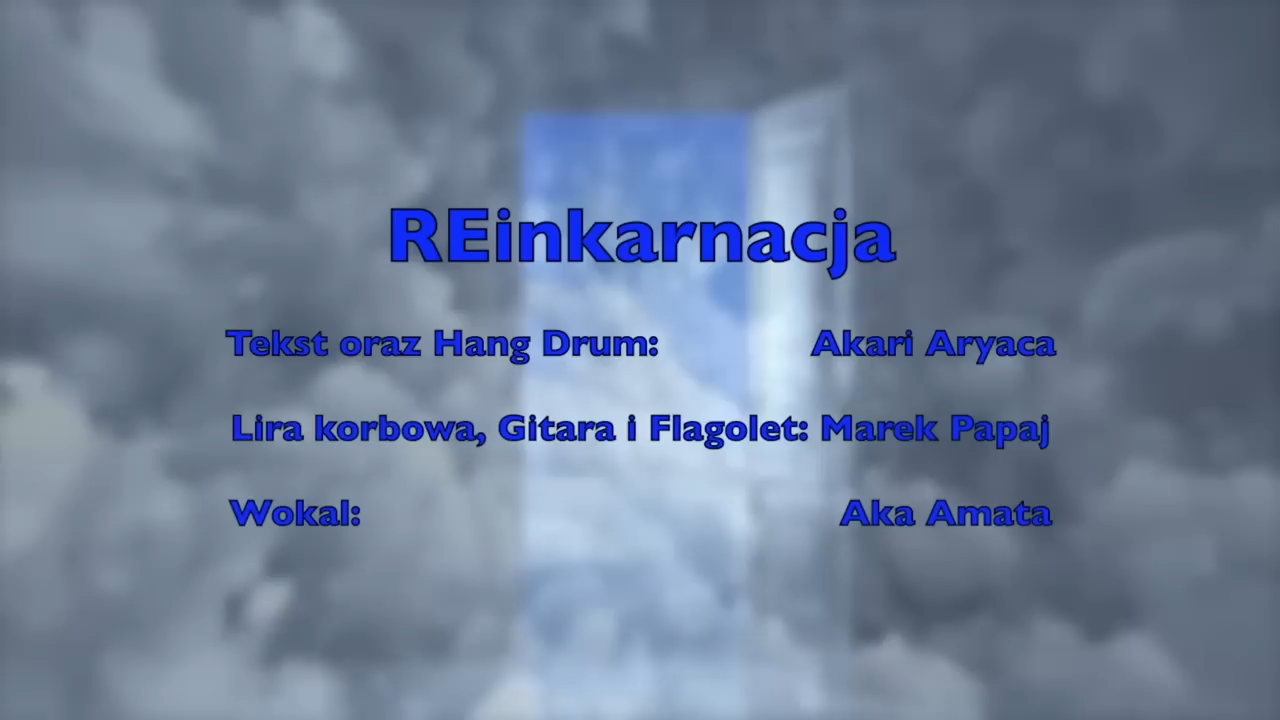 REinkarnacja
Tekst oraz Hang Drum: Akari Aryaca
Lira korbowa, Gitara i Flagolet: Marek Papaj
Wokal: Aka Amata